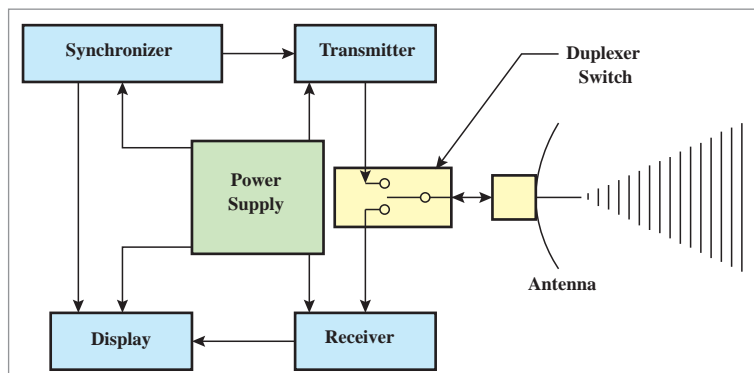 Synchronizer
Transmitter
Duplexer
Switch
Power
Supply
Antenna
Display
Receiver